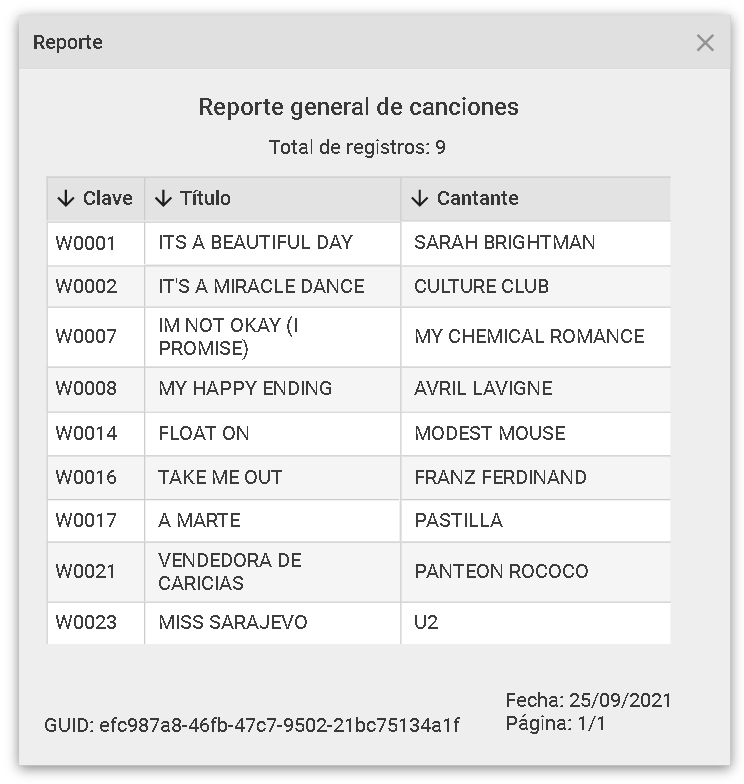 Reporte
Reporte general de canciones
Total de registros: 9
Clave Título Cantante
W0001 ITS A BEAUTIFUL DAY SARAH BRIGHTMAN
W0002 IT'S A MIRACLE DANCE CULTURE CLUB
W0007 IM NOT OKAY (I PROMISE) MY CHEMICAL ROMANCE
W0008 MY HAPPY ENDING AVRIL LAVIGNE
W0014 FLOAT ON MODEST MOUSE
W0016 TAKE ME OUT FRANZ FERDINAND
W0017 A MARTE PASTILLA
W0021 VENDEDORA DE CARICIAS PANTEON ROCOCO
W0023 MISS SARAJEVO U2
GUID: efc987a8-46fb-47c7-9502-21bc75134a1f
Fecha: 25/09/2021
Página: 1/1